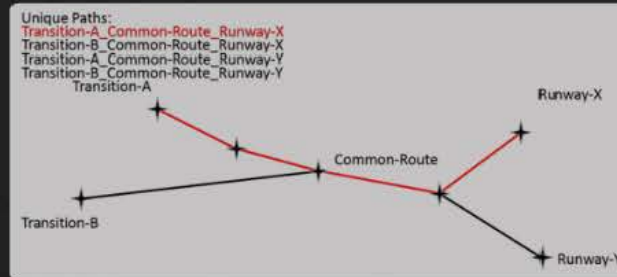 Unique Paths:
Transition-A_Common-Route_Runway-X
Transition-B_Common-Route_Runway-X
Transition-A_Common-Route_Runway-Y
Transition-B_Common-Route_Runway-Y
Transition-A
Runway-X
Common-Route
Transition-B
Runway-Y